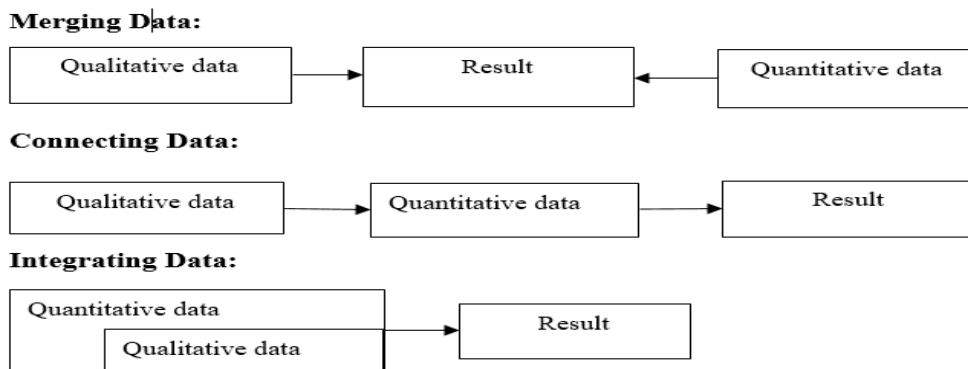 Merging Data:
Qualitative data
Result
Quantitative data
Connecting Data:
Qualitative data
Quantitative data
Result
Integrating Data:
Quantitative data
Result
Qualitative data